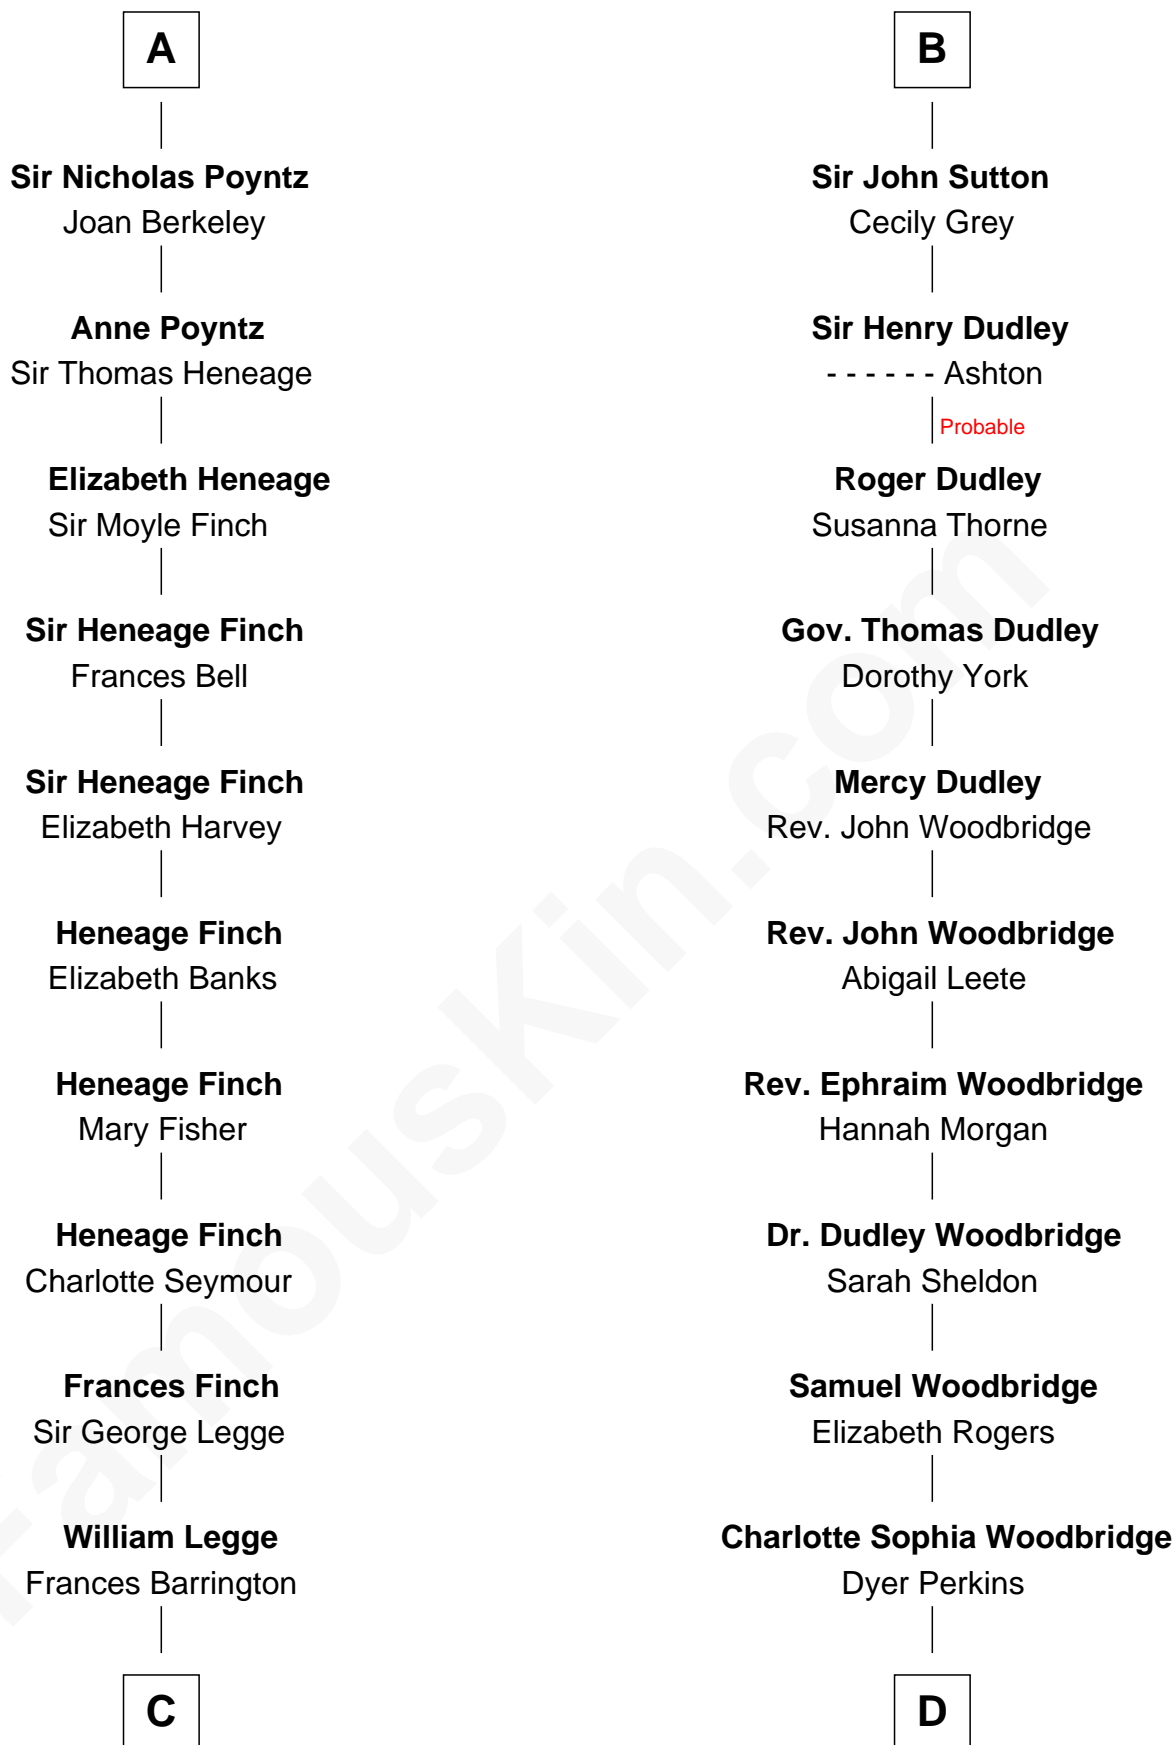 A
Sir Nicholas Poyntz
Joan Berkeley
Anne Poyntz
Sir Thomas Heneage
Elizabeth Heneage
Sir Moyle Finch
Sir Heneage Finch
Frances Bell
Sir Heneage Finch
Elizabeth Harvey
Heneage Finch
Elizabeth Banks
Heneage Finch
Mary Fisher
Heneage Finch
Charlotte Seymour
Frances Finch
Sir George Legge
William Legge
Frances Barrington
C
B
Sir John Sutton
Cecily Grey
Sir Henry Dudley
- - - - - - Ashton
Probable
Roger Dudley
Susanna Thorne
Gov. Thomas Dudley
Dorothy York
Mercy Dudley
Rev. John Woodbridge
Rev. John Woodbridge
Abigail Leete
Rev. Ephraim Woodbridge
Hannah Morgan
Dr. Dudley Woodbridge
Sarah Sheldon
Samuel Woodbridge
Elizabeth Rogers
Charlotte Sophia Woodbridge
Dyer Perkins
D
FamousKin.com